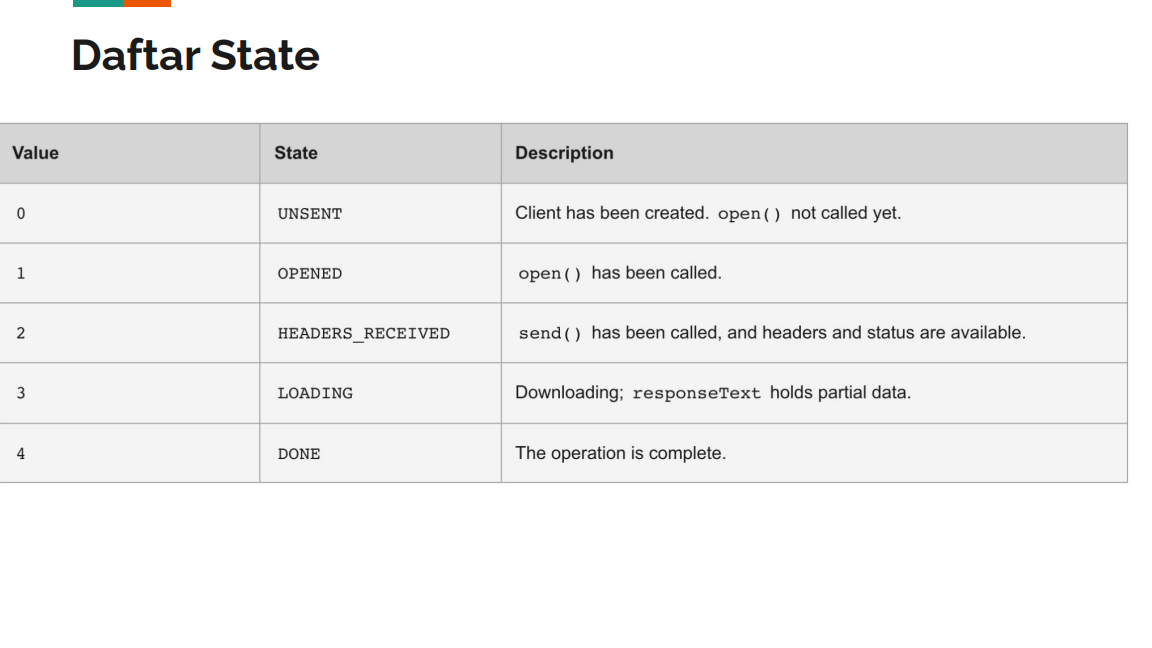 Daftar State
Value State Description
0 UNSENT Client has been created. open() not called yet.
1 OPENED open() has been called.
2 HEADERS_RECEIVED send() has been called, and headers and status are available.
3 LOADING Downloading; responseText holds partial data.
4 DONE The operation is complete.